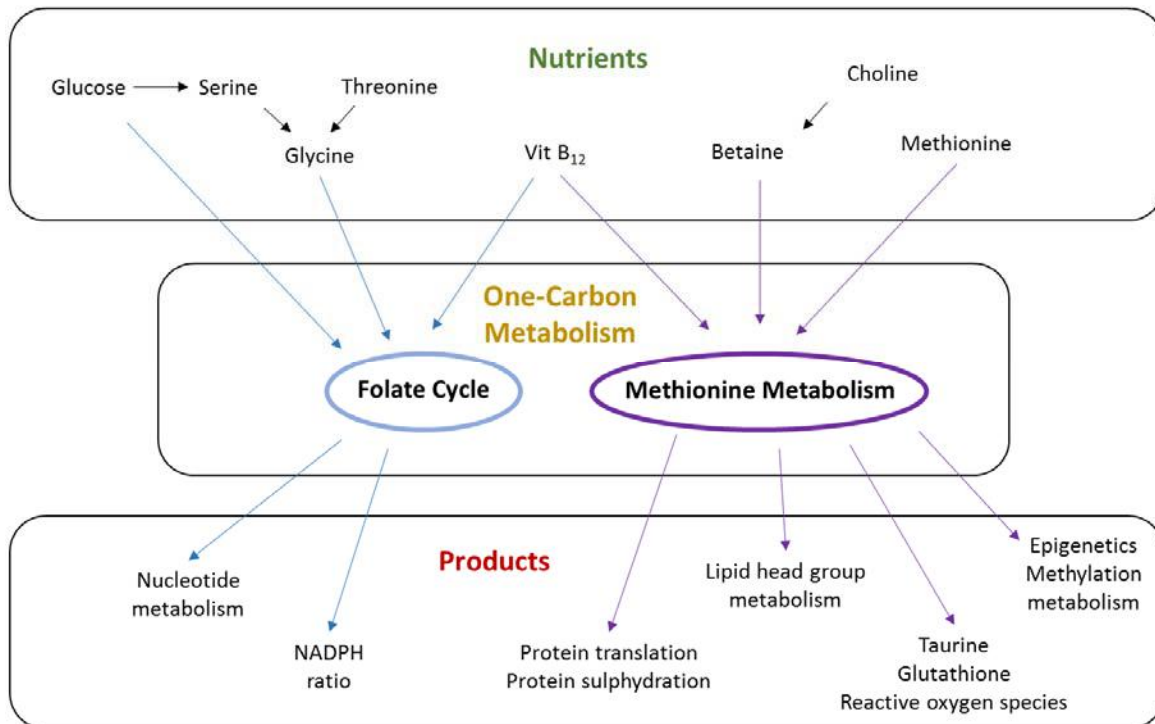 Nutrients
Glucose
Serine
Threonine
Choline
Glycine
Vit B₁₂
Betaine
Methionine
One-Carbon
Metabolism
Folate Cycle
Methionine Metabolism
Products
Nucleotide
metabolism
NADPH
ratio
Protein translation
Protein sulphydration
Lipid head group
metabolism
Taurine
Glutathione
Reactive oxygen species
Epigenetics
Methylation
metabolism